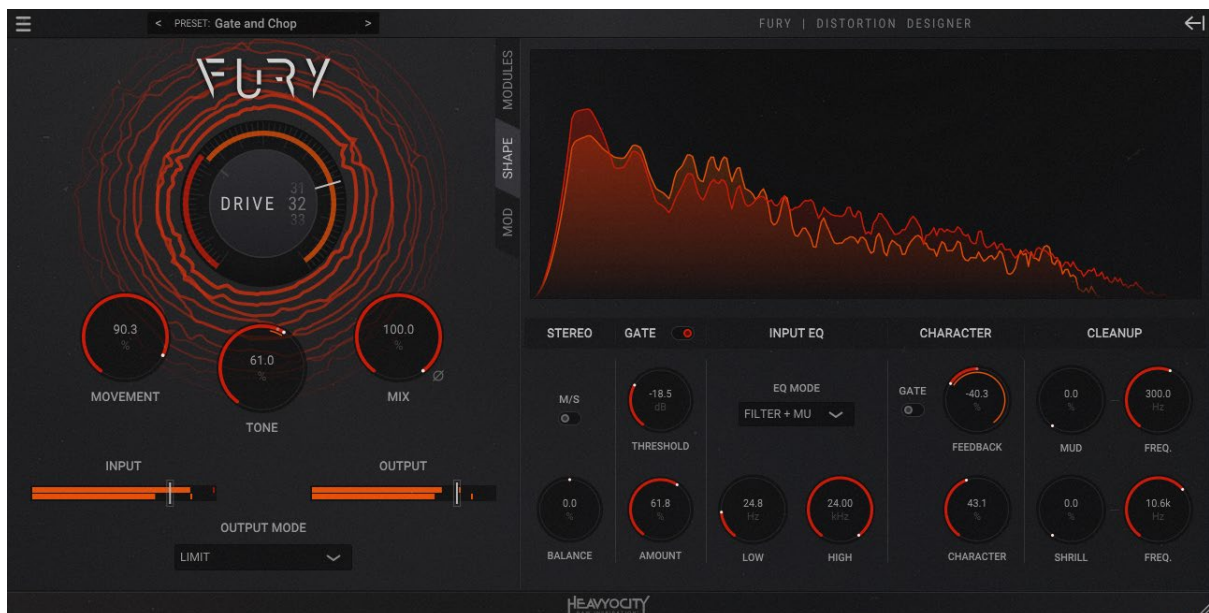 PRESET: Gate and Chop
FURY | DISTORTION DESIGNER
FURY
DRIVE
31
32
33
90.3
%
MOVEMENT
61.0
%
TONE
100.0
%
MIX
INPUT
OUTPUT
OUTPUT MODE
LIMIT
MODULES
SHAPE
MOD
STEREO
GATE
INPUT EQ
CHARACTER
CLEANUP
M/S
-18.5
dB
THRESHOLD
EQ MODE
FILTER + MU
GATE
-40.3
%
FEEDBACK
0.0
%
MUD
300.0
Hz
FREQ.
0.0
%
BALANCE
61.8
%
AMOUNT
24.8
Hz
LOW
24.00
kHz
HIGH
43.1
%
CHARACTER
0.0
%
SHRILL
10.6k
Hz
FREQ.
HEAVYOCITY